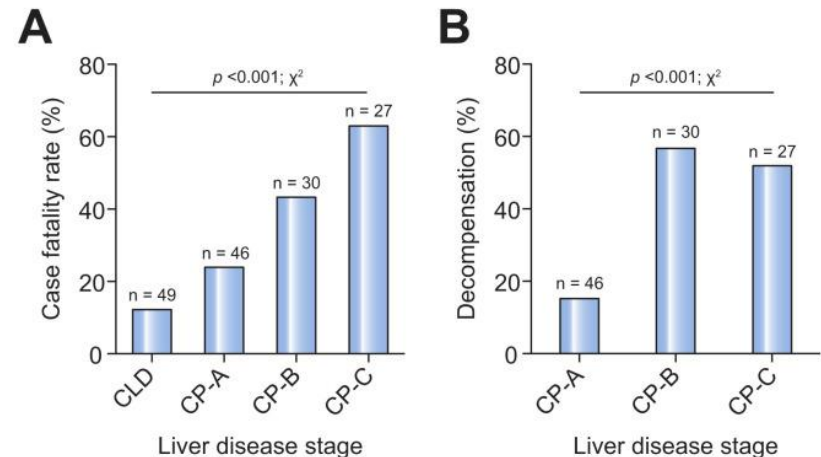 A
Case fatality rate (%)
80
60
40
20
0
p <0.001; χ²
n = 49
n = 46
n = 30
n = 27
CLD
CP-A
CP-B
CP-C
Liver disease stage
B
Decompensation (%)
80
60
40
20
0
p <0.001; χ²
n = 46
n = 30
n = 27
CP-A
CP-B
CP-C
Liver disease stage